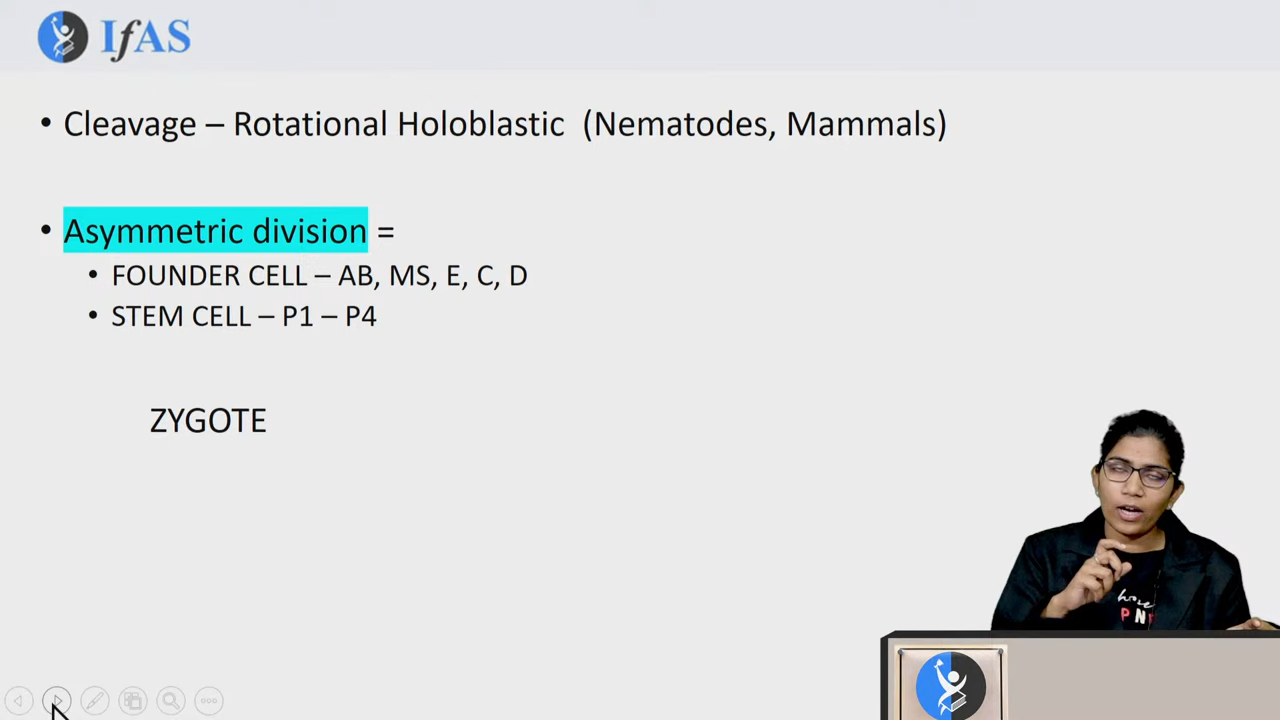 IfAS
• Cleavage – Rotational Holoblastic (Nematodes, Mammals)
• Asymmetric division =
• FOUNDER CELL – AB, MS, E, C, D
• STEM CELL – P1 – P4
ZYGOTE